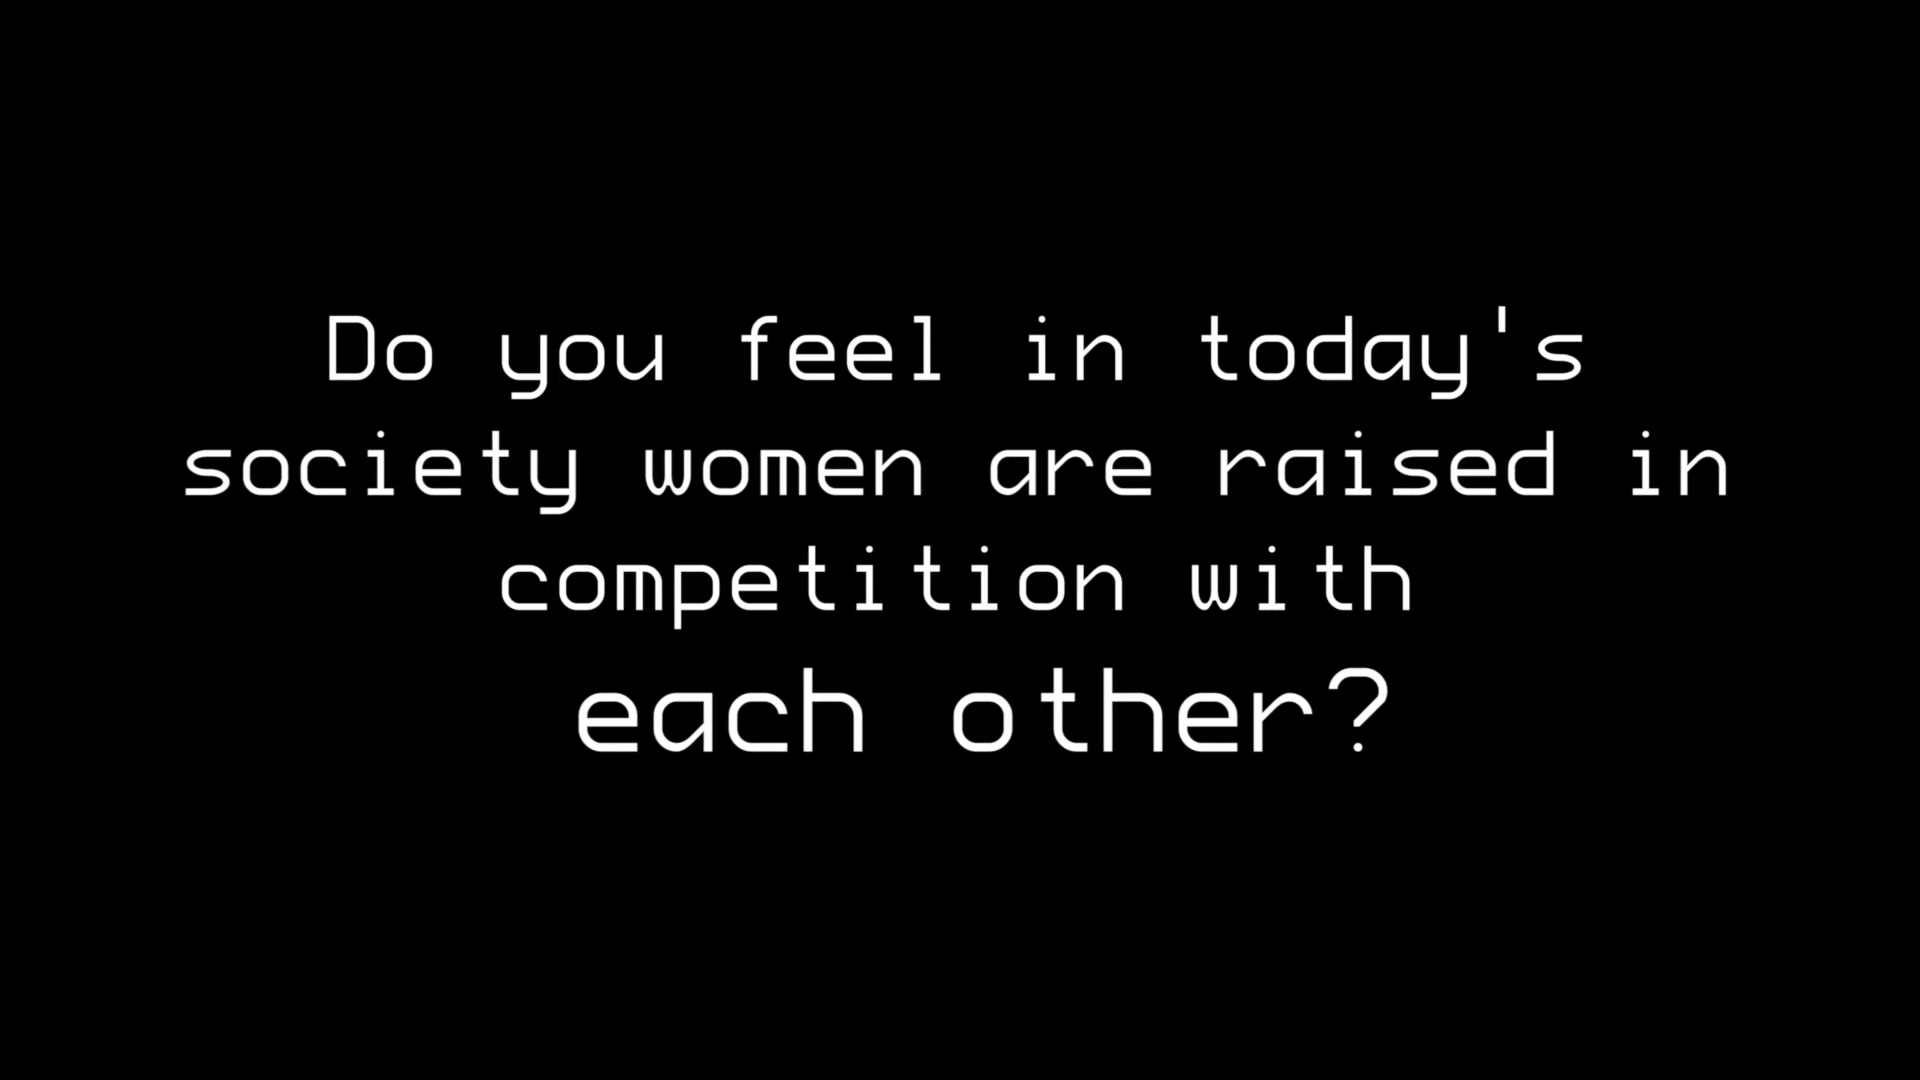 Do you feel in today's
society women are raised in
competition with
each other?